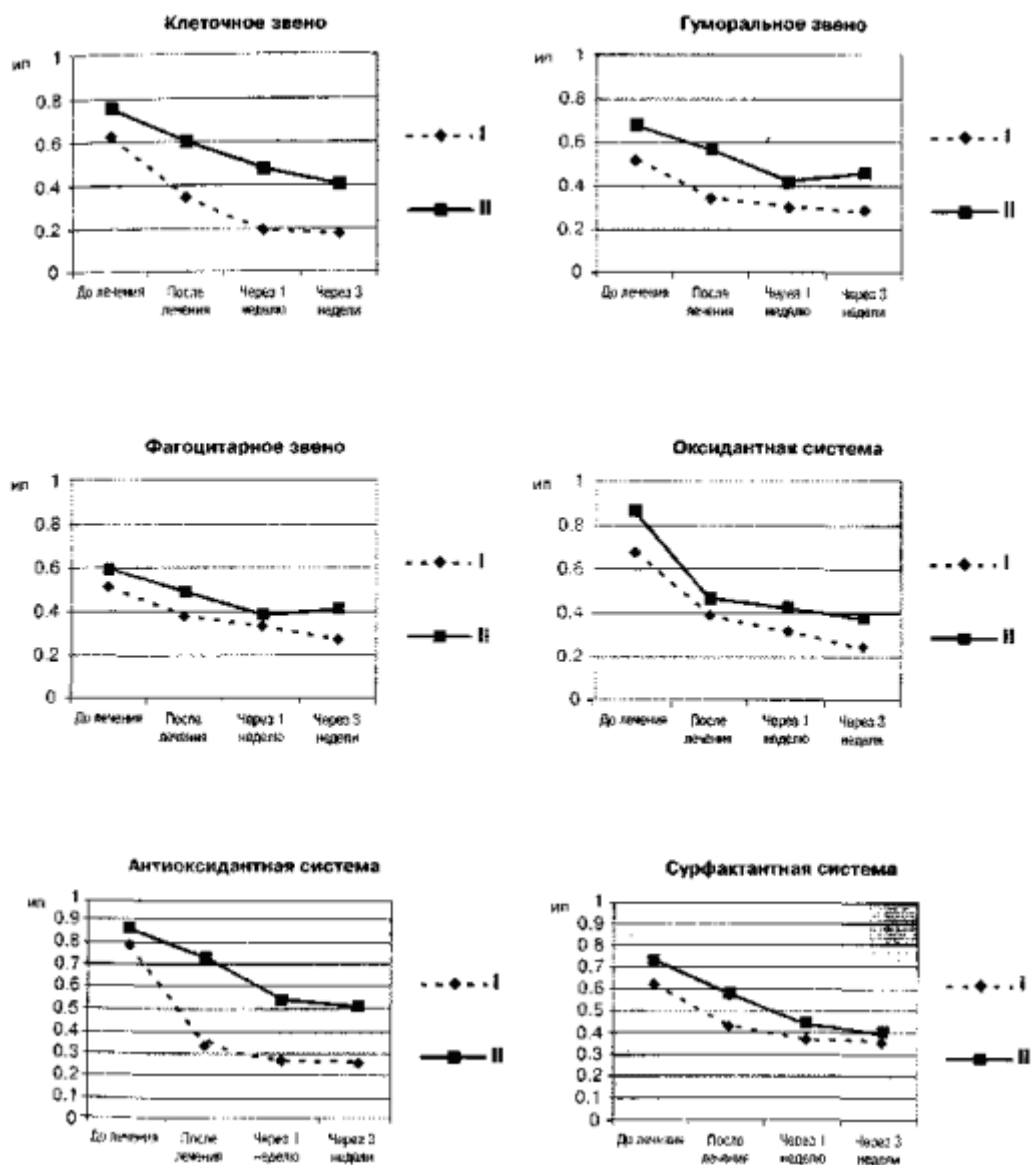 Клеточное звено
ИП
1
0.8
0.6
0.4
0.2
0
До лечения
После
лечения
Через 1
неделю
Через 3
недели
I
II
Гуморальное звено
ИП
1
0.8
0.6
0.4
0.2
0
До лечения
После
лечения
Через 1
неделю
Через 3
недели
I
II
Фагоцитарное звено
ИП
1
0.8
0.6
0.4
0.2
0
До лечения
После
лечения
Через 1
неделю
Через 3
недели
I
II
Оксидантная система
ИП
1
0.8
0.6
0.4
0.2
0
До лечения
После
лечения
Через 1
неделю
Через 3
недели
I
II
Антиоксидантная система
ИП
1
0.9
0.8
0.7
0.6
0.5
0.4
0.3
0.2
0.1
0
До лечения
После
лечения
Через 1
неделю
Через 3
недели
I
II
Сурфактантная система
ИП
1
0.9
0.8
0.7
0.6
0.5
0.4
0.3
0.2
0.1
0
До лечения
После
лечения
Через 1
неделю
Через 3
недели
I
II